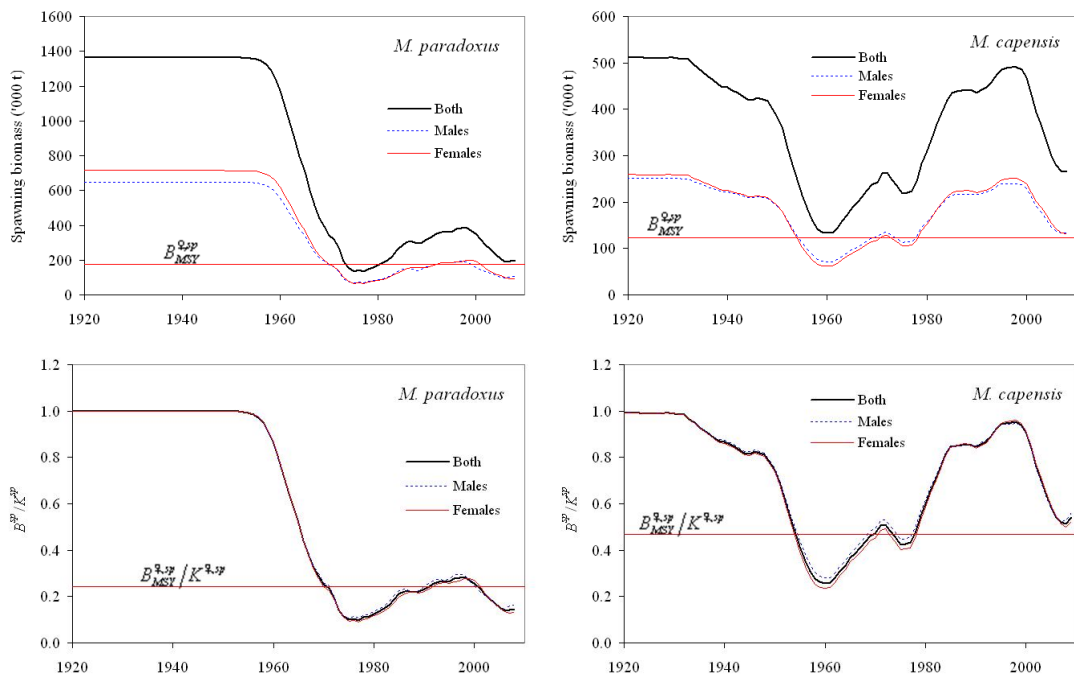 M. paradoxus
Spawning biomass ('000 t)
1600
1400
1200
1000
800
600
400
200
0
Both
Males
Females
B^{♀,sp}_{MSY}
1920 1940 1960 1980 2000
M. capensis
Spawning biomass ('000 t)
600
500
400
300
200
100
0
Both
Males
Females
B^{♀,sp}_{MSY}
1920 1940 1960 1980 2000
M. paradoxus
B^{sp}/K^{sp}
1.2
1.0
0.8
0.6
0.4
0.2
0.0
Both
Males
Females
B^{♀,sp}_{MSY}/K^{♀,sp}
1920 1940 1960 1980 2000
M. capensis
B^{sp}/K^{sp}
1.2
1.0
0.8
0.6
0.4
0.2
0.0
Both
Males
Females
B^{♀,sp}_{MSY}/K^{♀,sp}
1920 1940 1960 1980 2000